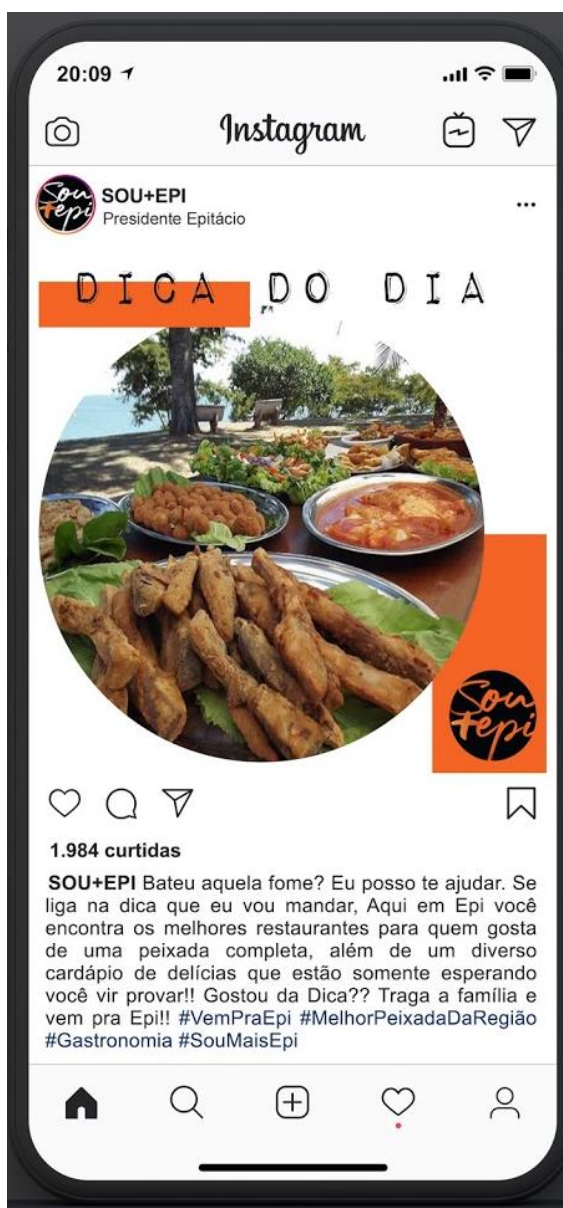 20:09
Instagram
Sou
+epi
SOU+EPI
Presidente Epitácio
DICA DO DIA
Sou
+epi
1.984 curtidas
SOU+EPI Bateu aquela fome? Eu posso te ajudar. Se
liga na dica que eu vou mandar, Aqui em Epi você
encontra os melhores restaurantes para quem gosta
de uma peixada completa, além de um diverso
cardápio de delícias que estão somente esperando
você vir provar!! Gostou da Dica?? Traga a família e
vem pra Epi!! #VemPraEpi #MelhorPeixadaDaRegião
#Gastronomia #SouMaisEpi